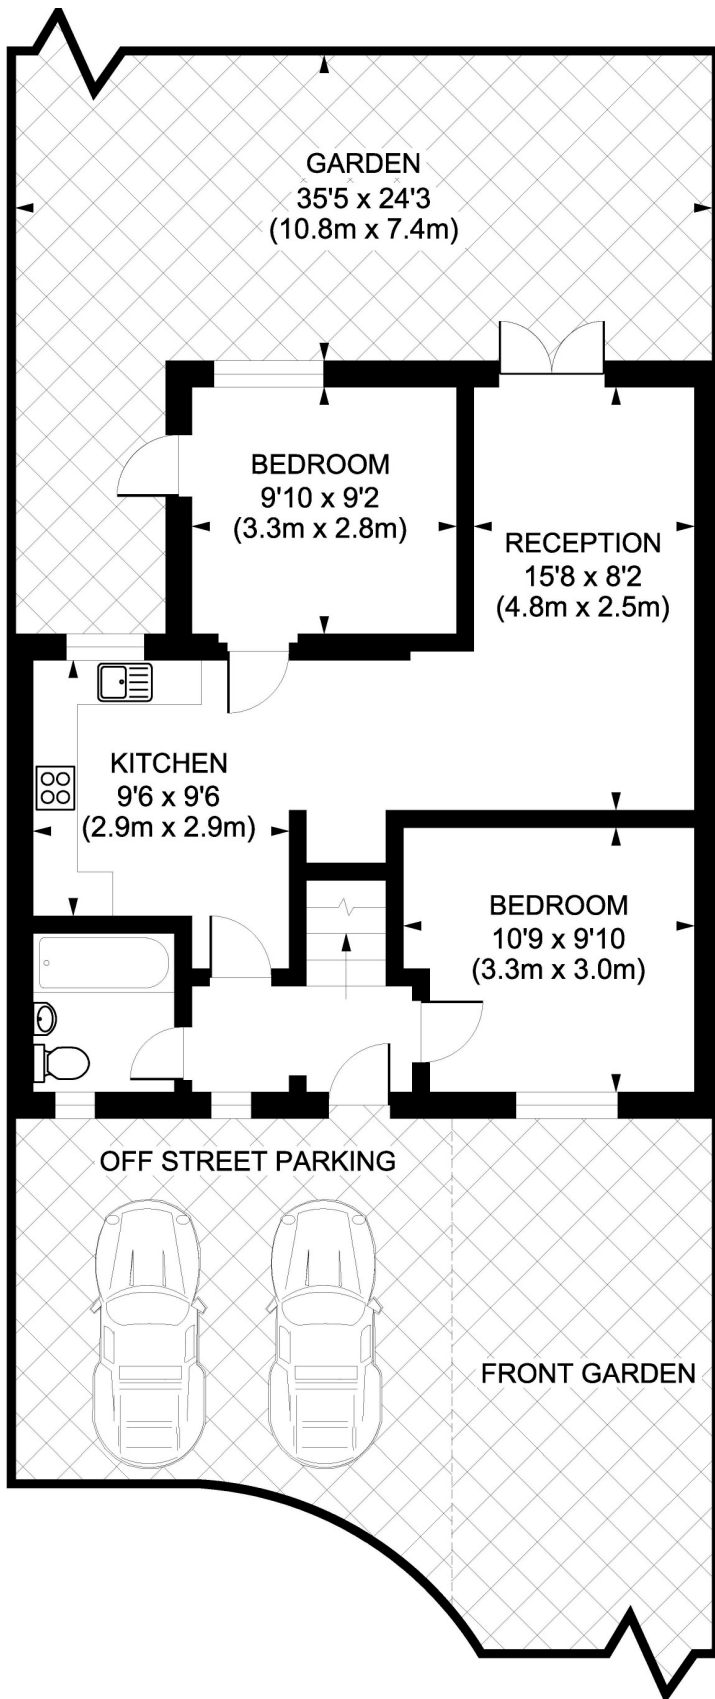 GARDEN
35'5 x 24'3
(10.8m x 7.4m)
BEDROOM
9'10 x 9'2
(3.3m x 2.8m)
RECEPTION
15'8 x 8'2
(4.8m x 2.5m)
KITCHEN
9'6 x 9'6
(2.9m x 2.9m)
BEDROOM
10'9 x 9'10
(3.3m x 3.0m)
OFF STREET PARKING
FRONT GARDEN